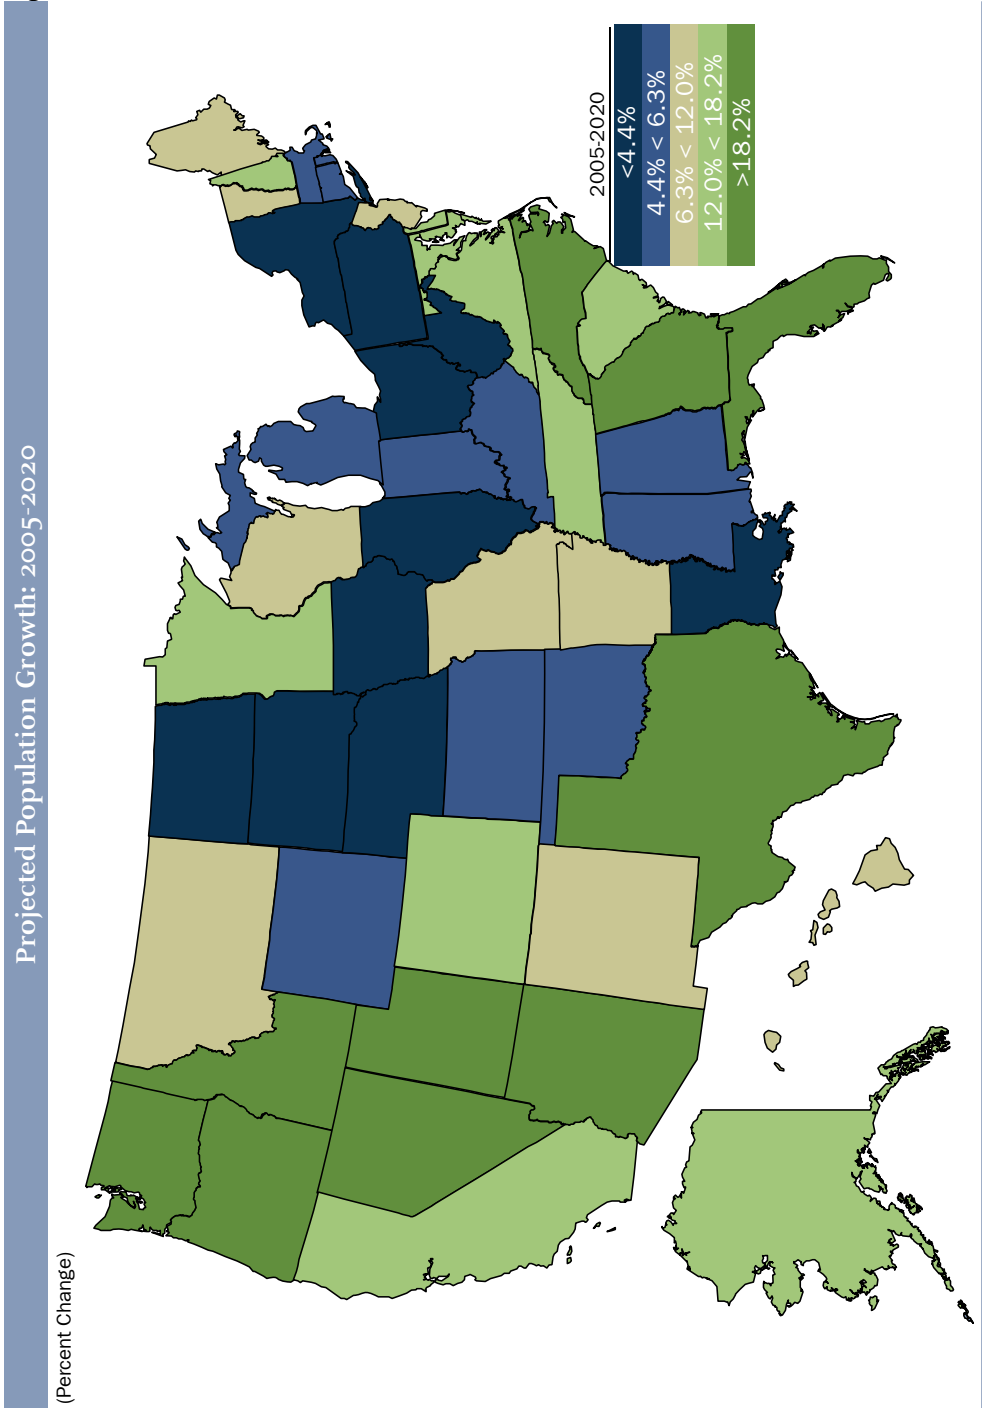 Projected Population Growth: 2005-2020
(Percent Change)
2005-2020
<4.4%
4.4% < 6.3%
6.3% < 12.0%
12.0% < 18.2%
>18.2%